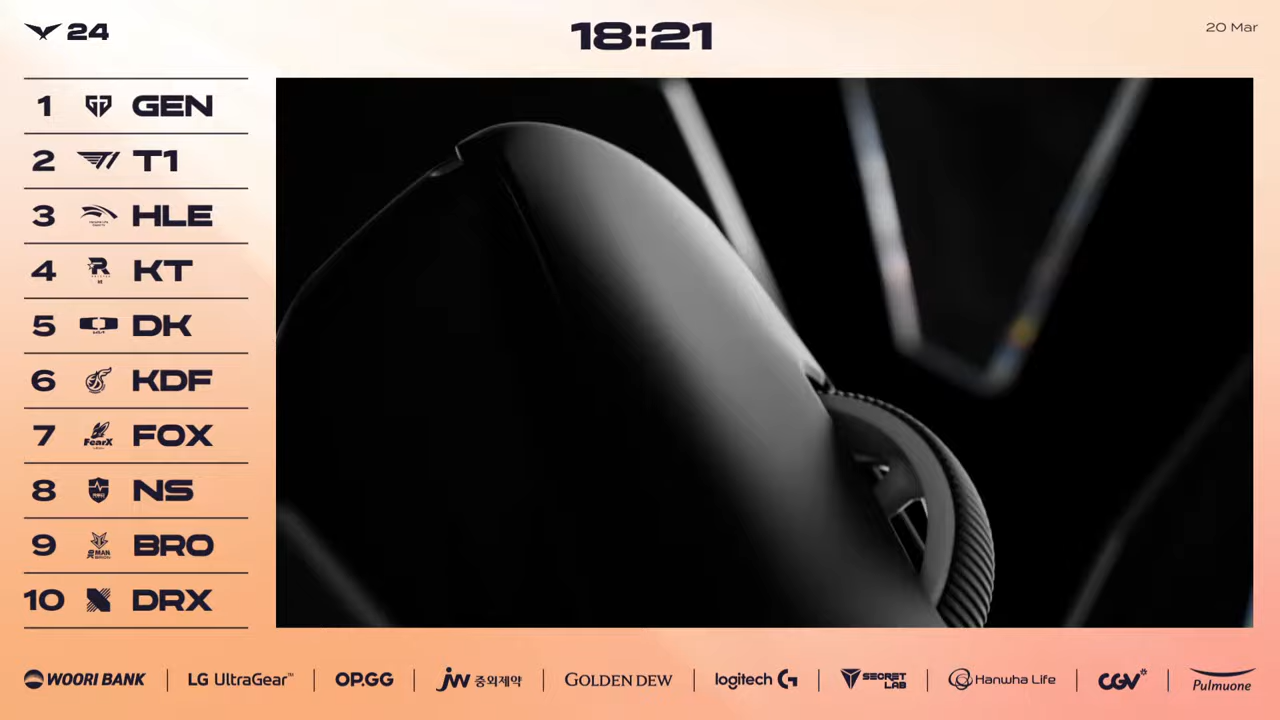 24
18:21
20 Mar
1 GEN
2 T1
3 HLE
4 KT
5 DK
6 KDF
7 FearX FOX
8 NS
9 BRO
10 DRX
WOORI BANK LG UltraGear™ OP.GG JW 중외제약 GOLDEN DEW logitech G SECRET LAB Hanwha Life CGV Pulmuone